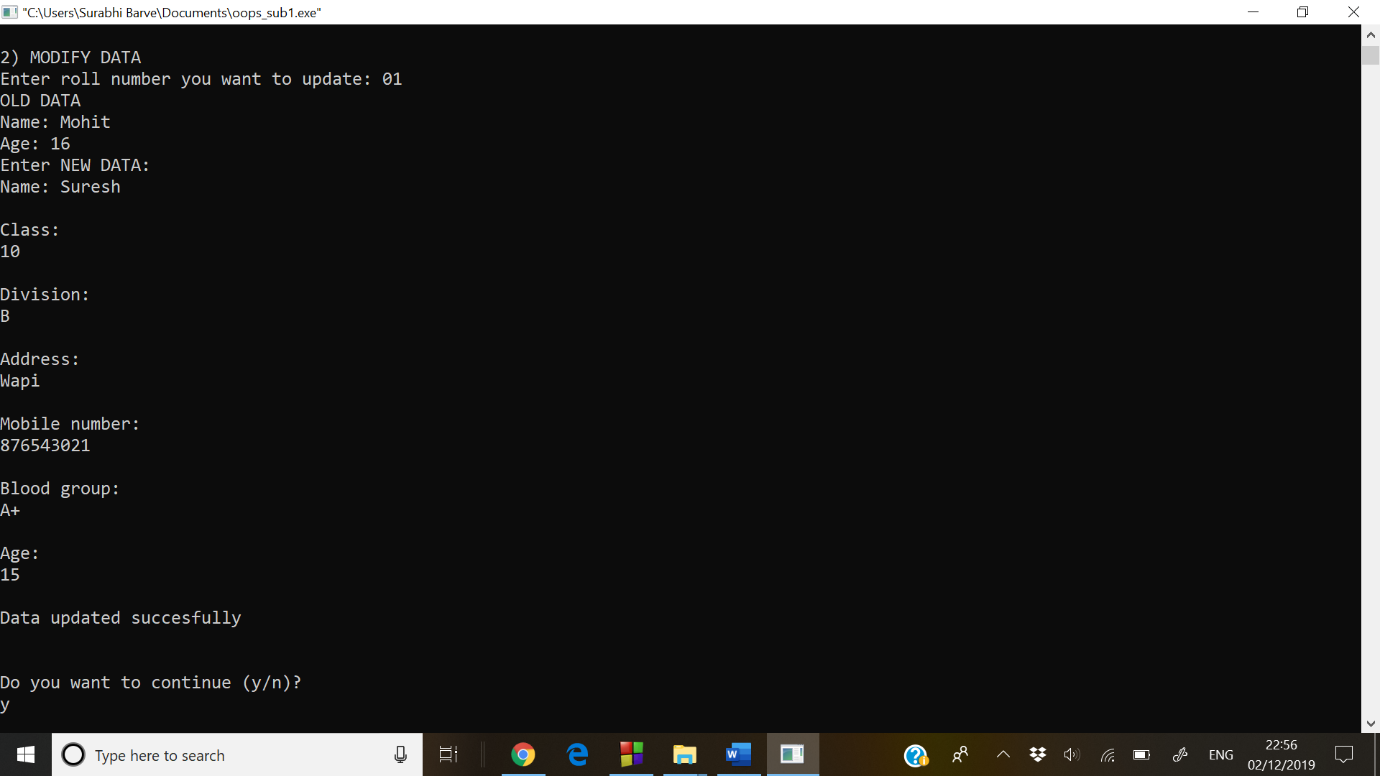 "C:\Users\Surabhi Barve\Documents\oops_sub1.exe"
2) MODIFY DATA
Enter roll number you want to update: 01
OLD DATA
Name: Mohit
Age: 16
Enter NEW DATA:
Name: Suresh
Class:
10
Division:
B
Address:
Wapi
Mobile number:
876543021
Blood group:
A+
Age:
15
Data updated succesfully
Do you want to continue (y/n)?
y
Type here to search
ENG
22:56
02/12/2019